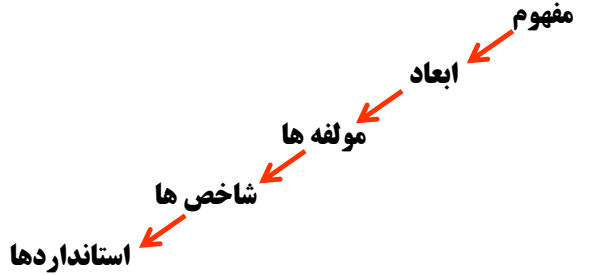 مفهوم
ابعاد
مولفه ها
شاخص ها
استانداردها